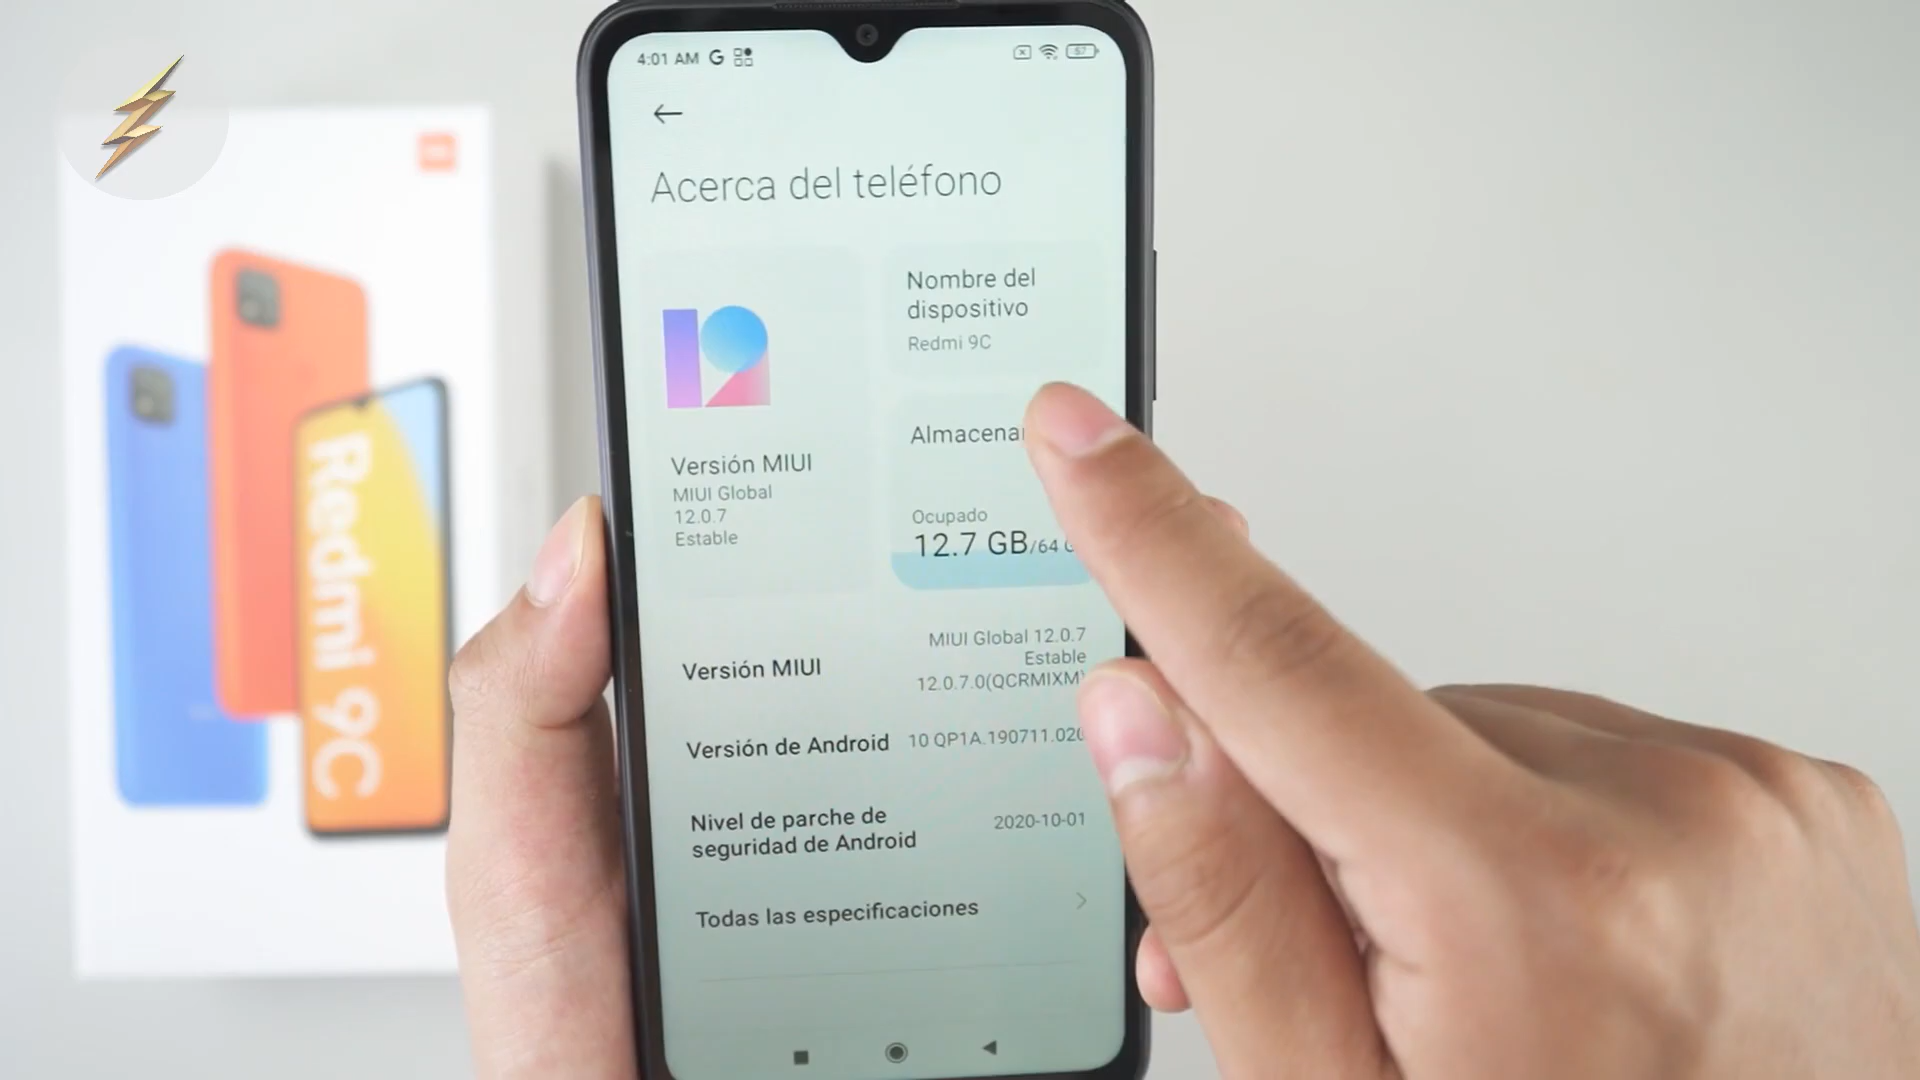 4:01 AM
57
Acerca del teléfono
Nombre del
dispositivo
Redmi 9C
Almacena
Ocupado
12.7 GB/64 G
Versión MIUI
MIUI Global
12.0.7
Estable
Versión MIUI
MIUI Global 12.0.7
Estable
12.0.7.0(QCRMIXM)
Versión de Android
10 QP1A.190711.020
Nivel de parche de
seguridad de Android
2020-10-01
Todas las especificaciones
Redmi 9C